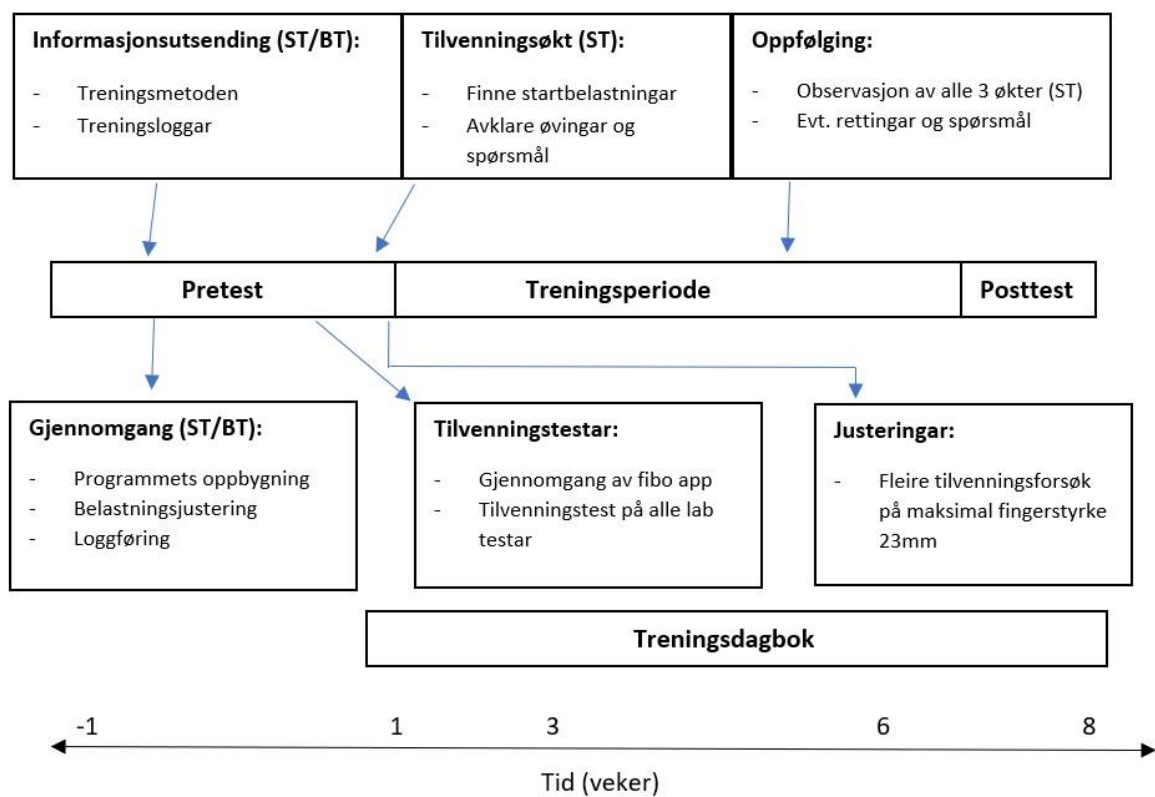 Informasjonsutsending (ST/BT):
- Treningsmetoden
- Treningsloggar
Tilvenningsøkt (ST):
- Finne startbelastningar
- Avklare øvingar og
spørsmål
Oppfølging:
- Observasjon av alle 3 økter (ST)
- Evt. rettingar og spørsmål
Pretest
Treningsperiode
Posttest
Gjennomgang (ST/BT):
- Programmets oppbygning
- Belastningsjustering
- Loggføring
Tilvenningstestar:
- Gjennomgang av fibo app
- Tilvenningstest på alle lab
testar
Justeringar:
- Fleire tilvenningsforsøk
på maksimal fingerstyrke
23mm
Treningsdagbok
-1 1 3 6 8
Tid (veker)